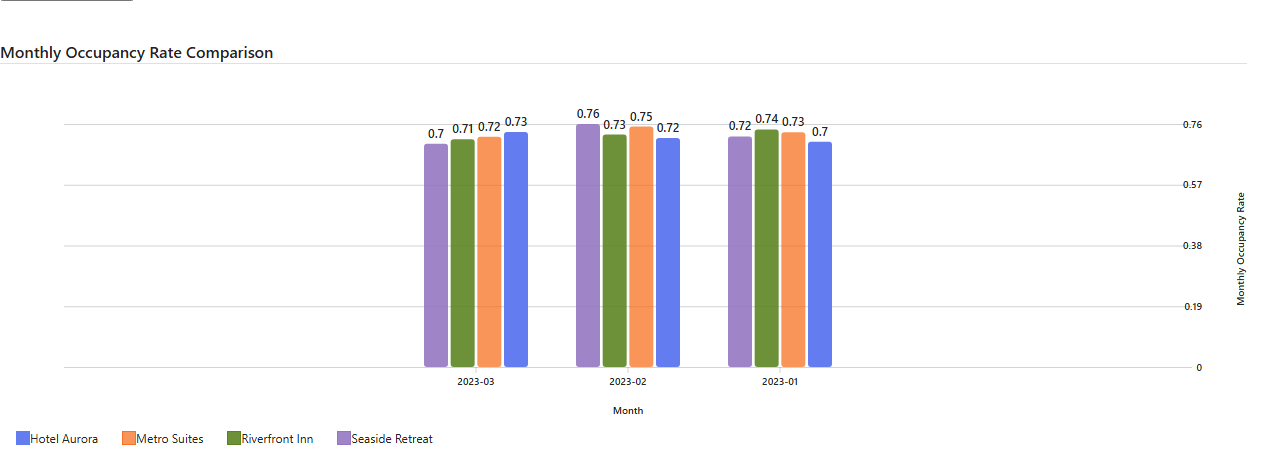 Monthly Occupancy Rate Comparison
0.7 0.71 0.72 0.73 0.76 0.73 0.75 0.72 0.72 0.74 0.73 0.7
0.76
0.57
0.38
0.19
0
Monthly Occupancy Rate
2023-03 2023-02 2023-01
Month
Hotel Aurora Metro Suites Riverfront Inn Seaside Retreat